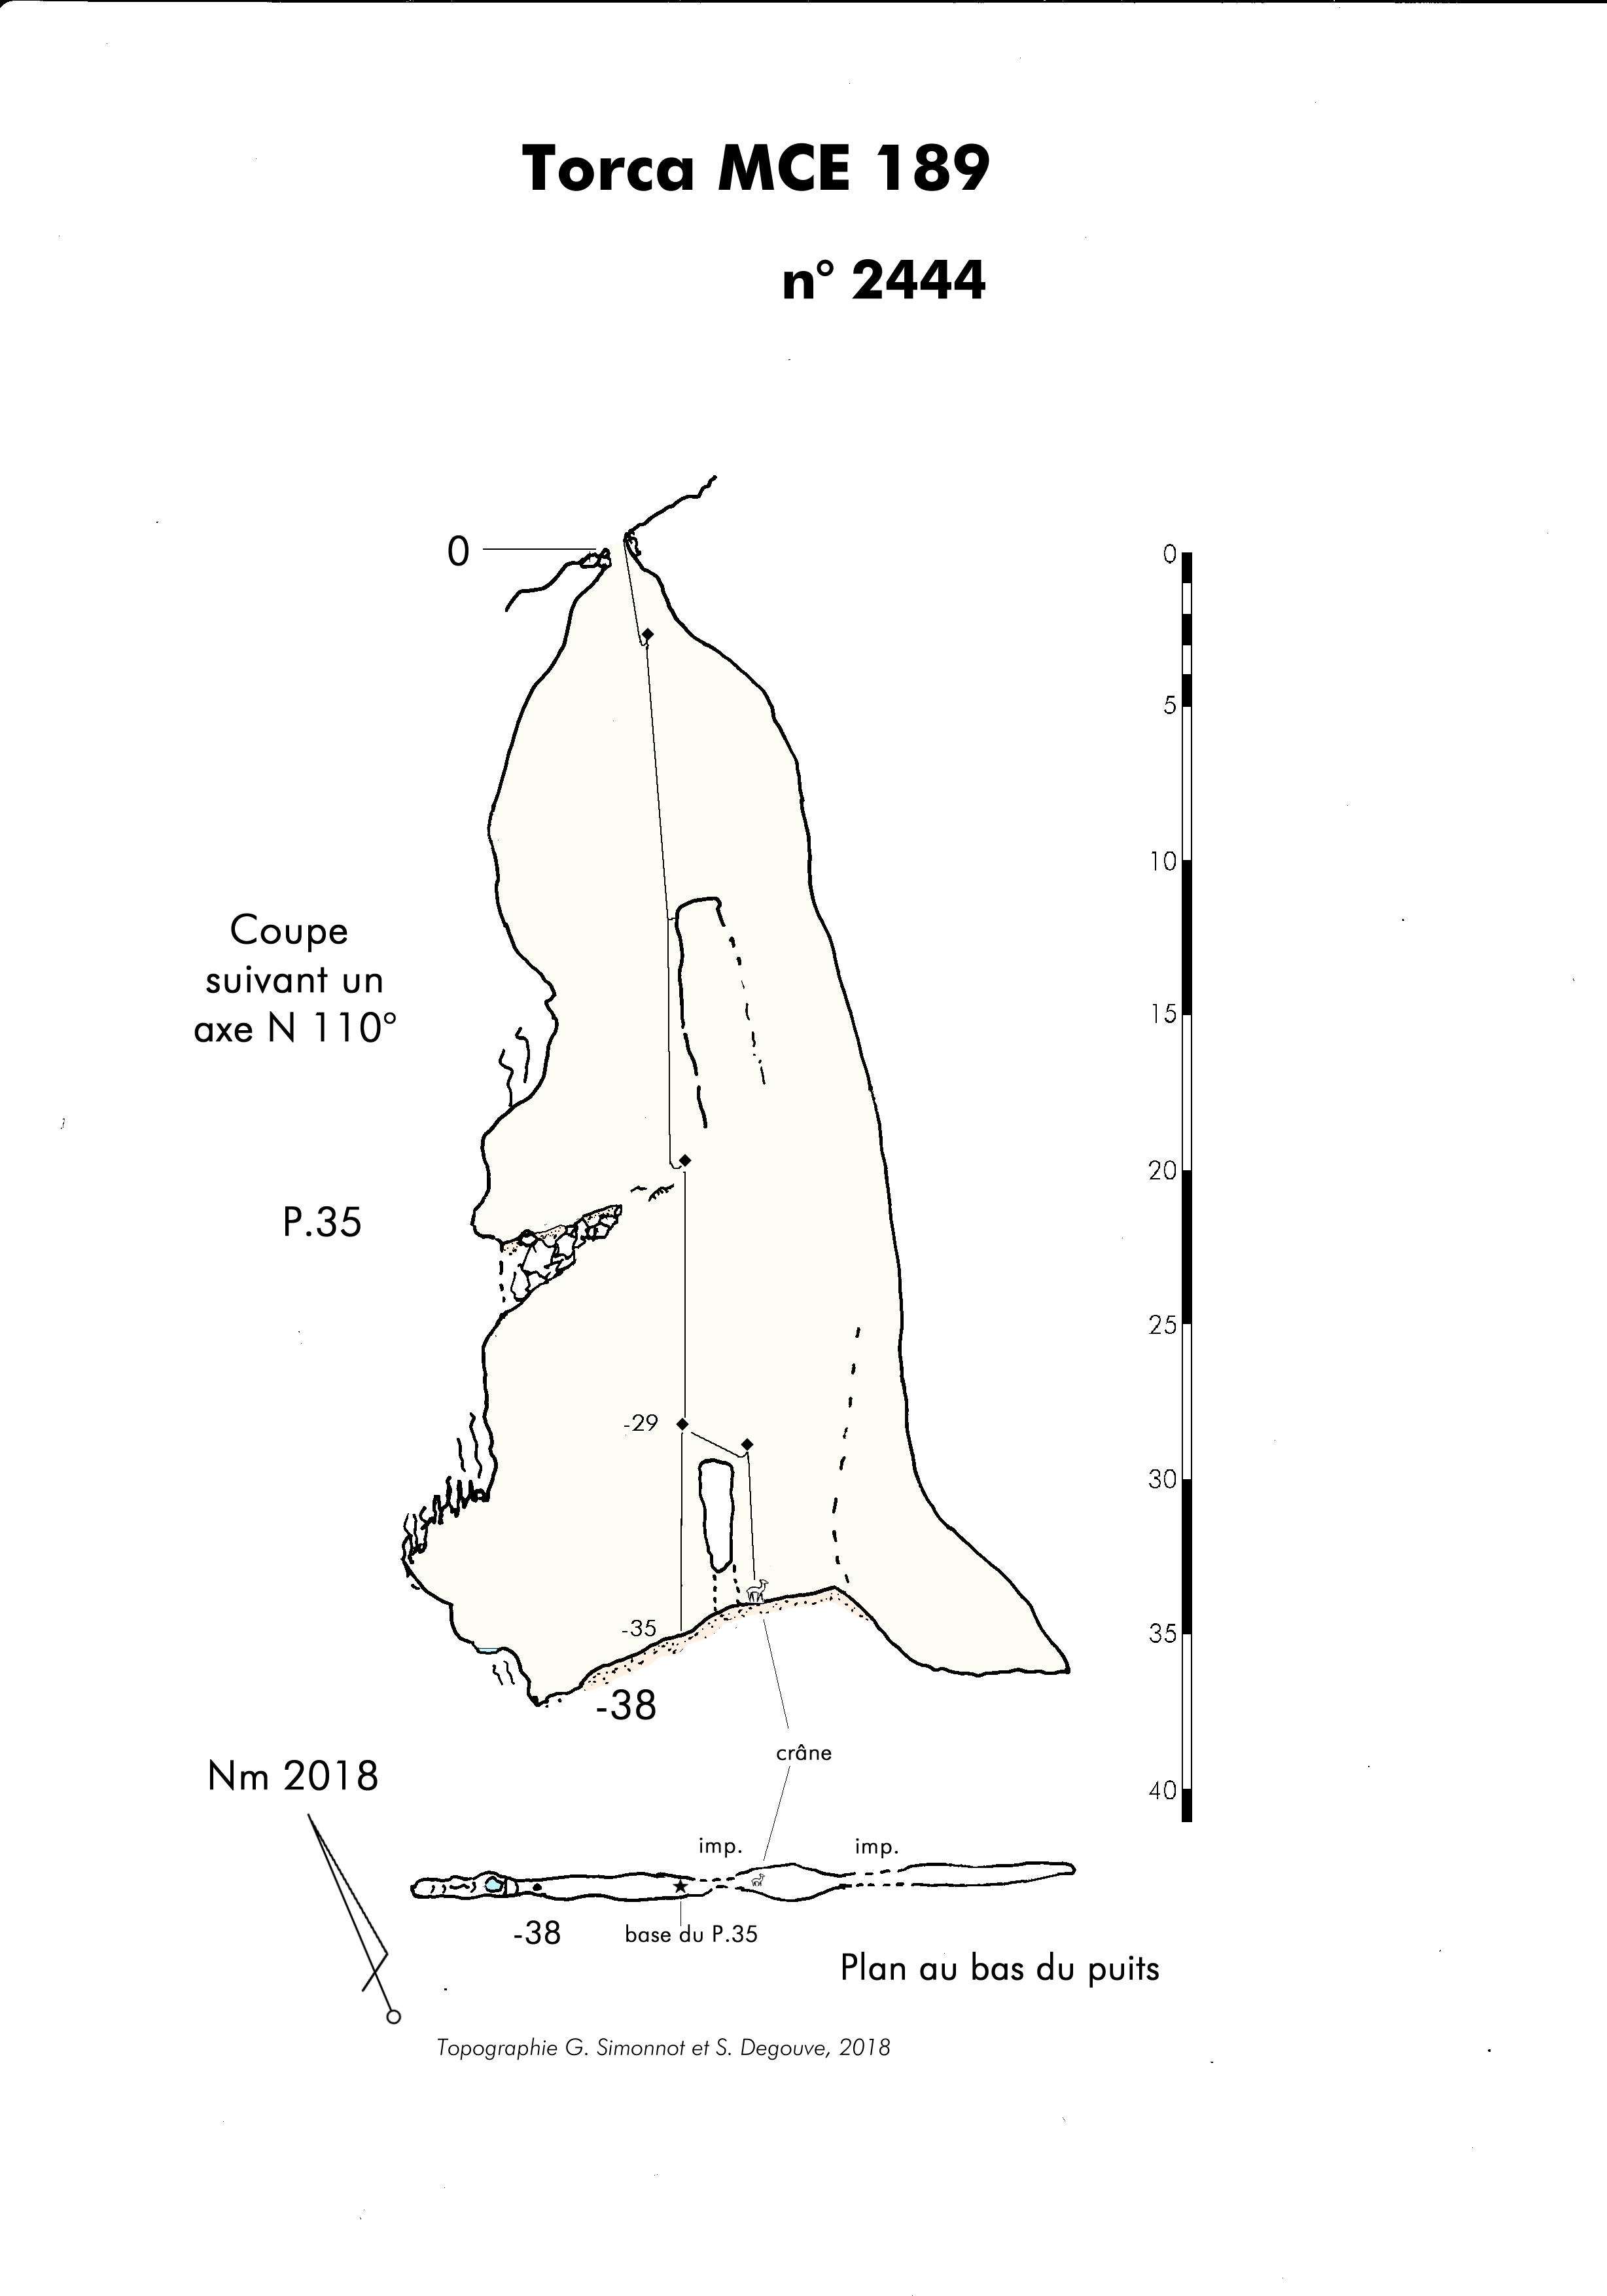 Torca MCE 189
n° 2444
0
0
5
10
Coupe
suivant un
axe N 110°
15
20
P.35
25
-29
30
-35
35
-38
crâne
Nm 2018
40
imp.
imp.
-38
base du P.35
Plan au bas du puits
Topographie G. Simonnot et S. Degouve, 2018